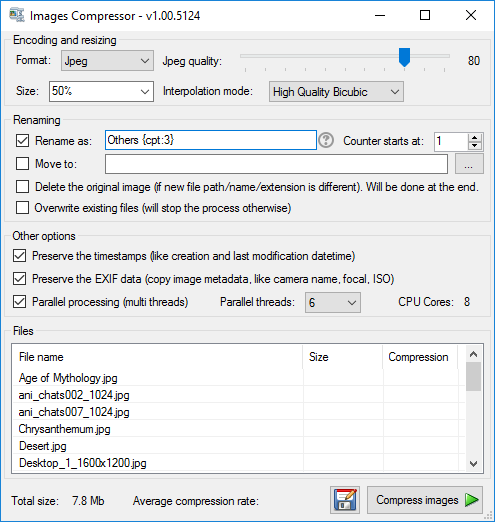 Images Compressor - v1.00.5124
Encoding and resizing
Format: Jpeg Jpeg quality: 80
Size: 50% Interpolation mode: High Quality Bicubic
Renaming
Rename as: Others {cpt:3} ? Counter starts at: 1
Move to: ...
Delete the original image (if new file path/name/extension is different). Will be done at the end.
Overwrite existing files (will stop the process otherwise)
Other options
Preserve the timestamps (like creation and last modification datetime)
Preserve the EXIF data (copy image metadata, like camera name, focal, ISO)
Parallel processing (multi threads) Parallel threads: 6 CPU Cores: 8
Files
File name Size Compression
Age of Mythology.jpg
ani_chats002_1024.jpg
ani_chats007_1024.jpg
Chrysanthemum.jpg
Desert.jpg
Desktop_1_1600x1200.jpg
Total size: 7.8 Mb Average compression rate: Compress images